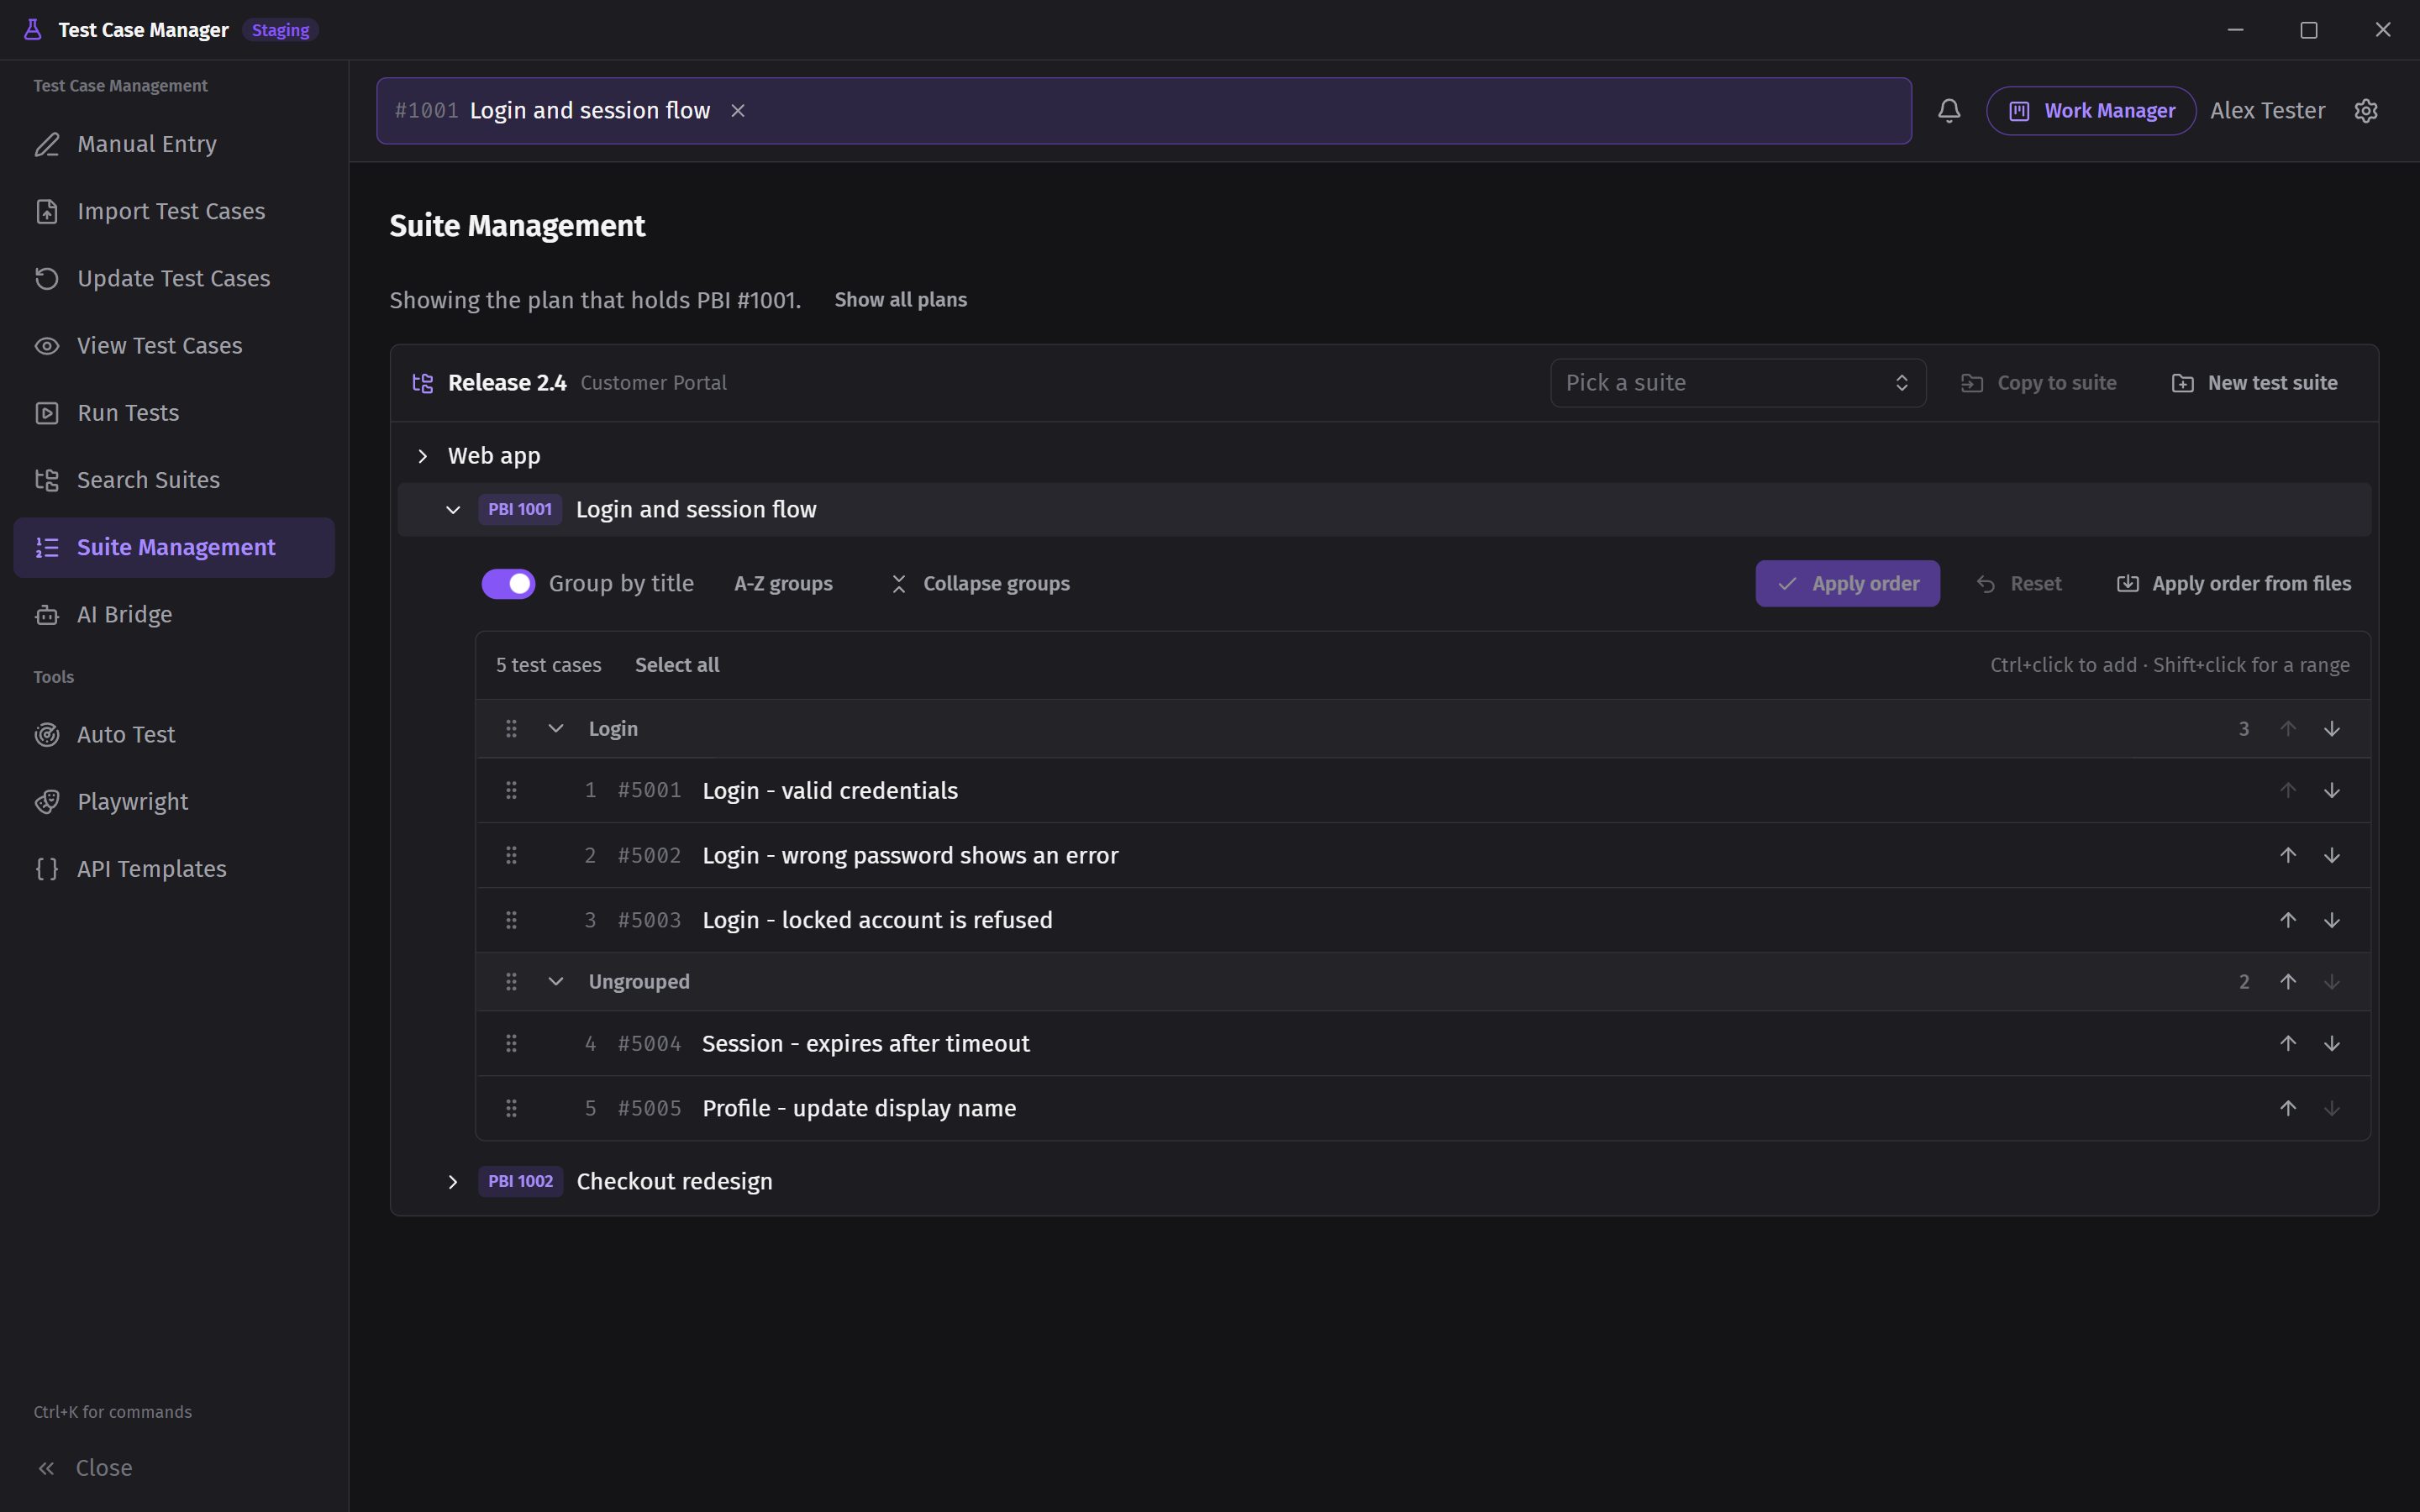 Test Case Manager Staging
Test Case Management
Manual Entry
Import Test Cases
Update Test Cases
View Test Cases
Run Tests
Search Suites
Suite Management
AI Bridge
Tools
Auto Test
Playwright
API Templates
Ctrl+K for commands
Close
#1001 Login and session flow
Work Manager
Alex Tester
Suite Management
Showing the plan that holds PBI #1001. Show all plans
Release 2.4 Customer Portal
Pick a suite
Copy to suite
New test suite
Web app
PBI 1001 Login and session flow
Group by title
A-Z groups
Collapse groups
Apply order
Reset
Apply order from files
5 test cases Select all
Ctrl+click to add · Shift+click for a range
Login 3
1 #5001 Login - valid credentials
2 #5002 Login - wrong password shows an error
3 #5003 Login - locked account is refused
Ungrouped 2
4 #5004 Session - expires after timeout
5 #5005 Profile - update display name
PBI 1002 Checkout redesign